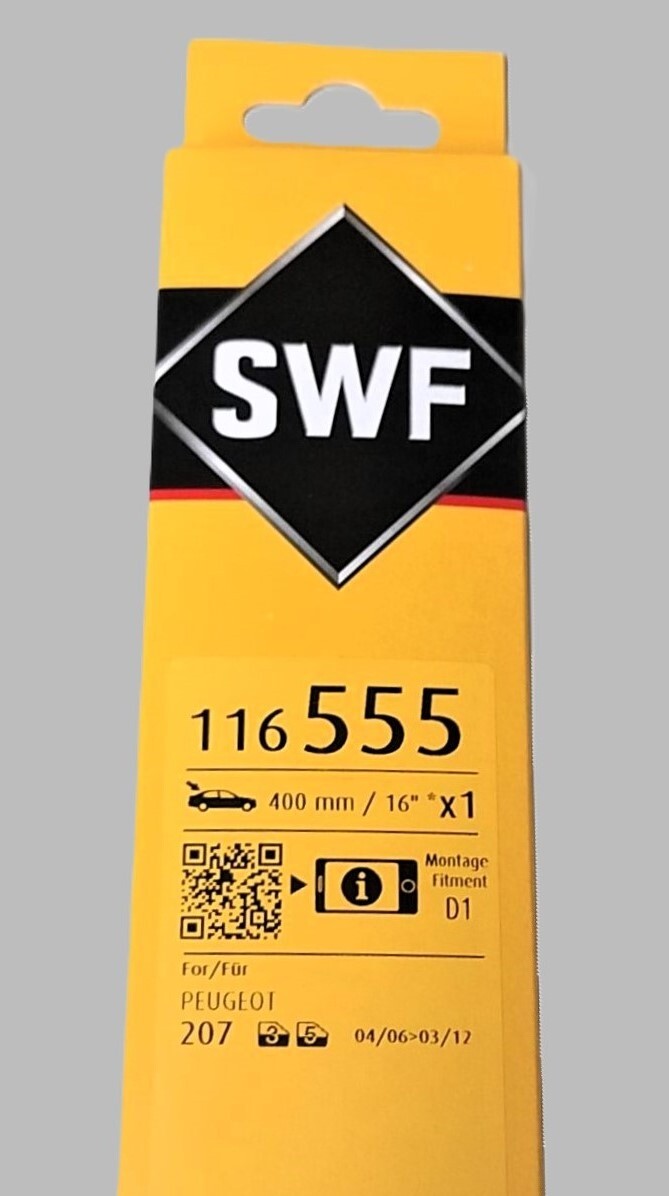 SWF
116 555
400 mm / 16" *x1
i
Montage
Fitment
D1
For/Für
PEUGEOT
207 3 5 04/06>03/12